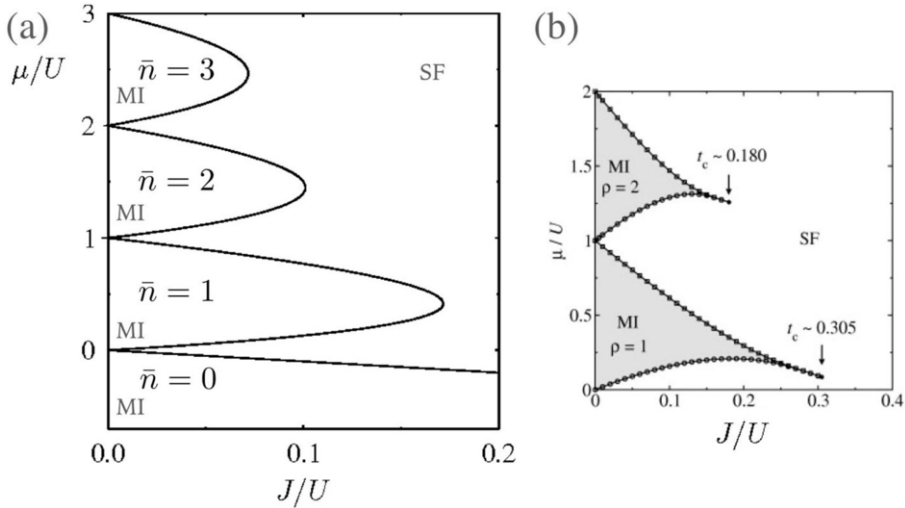 (a)
3
μ/U
n̄ = 3
MI
SF
2
n̄ = 2
MI
1
n̄ = 1
MI
0
n̄ = 0
MI
0.0
0.1
0.2
J/U
(b)
2
1.5
MI
ρ = 2
t_c ~ 0.180
1
SF
μ / U
0.5
MI
ρ = 1
t_c ~ 0.305
0
0
0.1
0.2
0.3
0.4
J/U